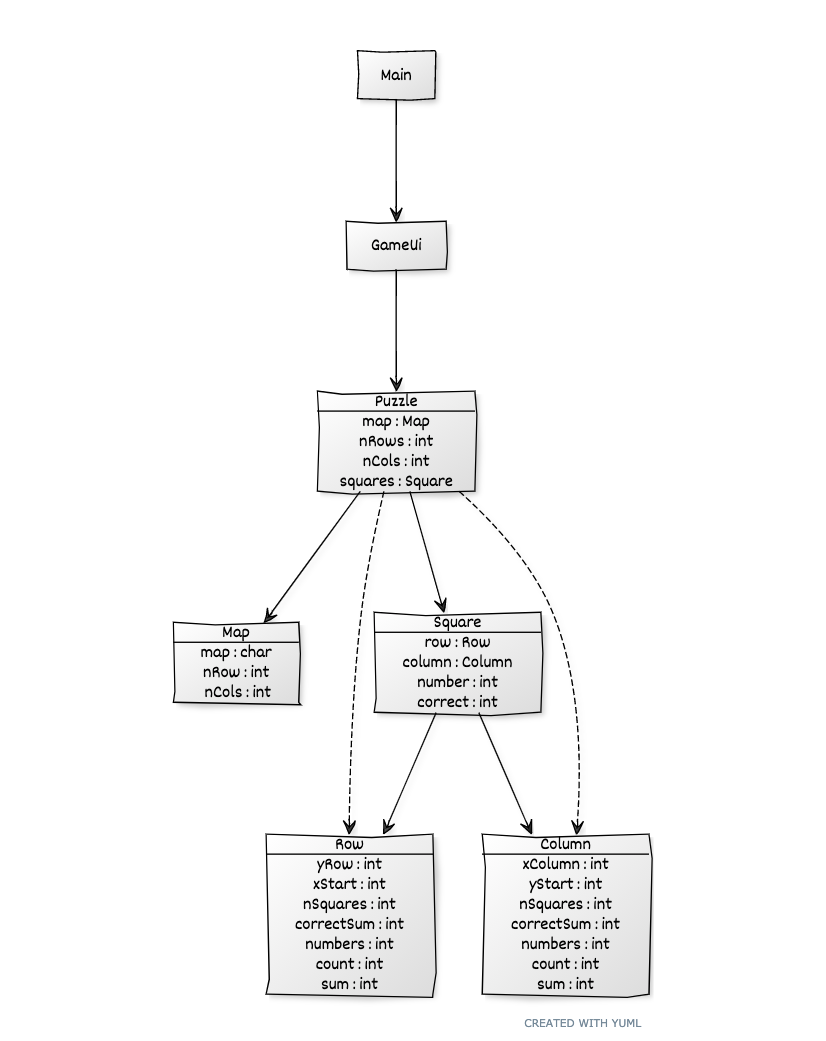 Main
GameUi
Puzzle
map : Map
nRows : int
nCols : int
squares : Square
Map
map : char
nRow : int
nCols : int
Square
row : Row
column : Column
number : int
correct : int
Row
yRow : int
xStart : int
nSquares : int
correctSum : int
numbers : int
count : int
sum : int
Column
xColumn : int
yStart : int
nSquares : int
correctSum : int
numbers : int
count : int
sum : int
CREATED WITH YUML